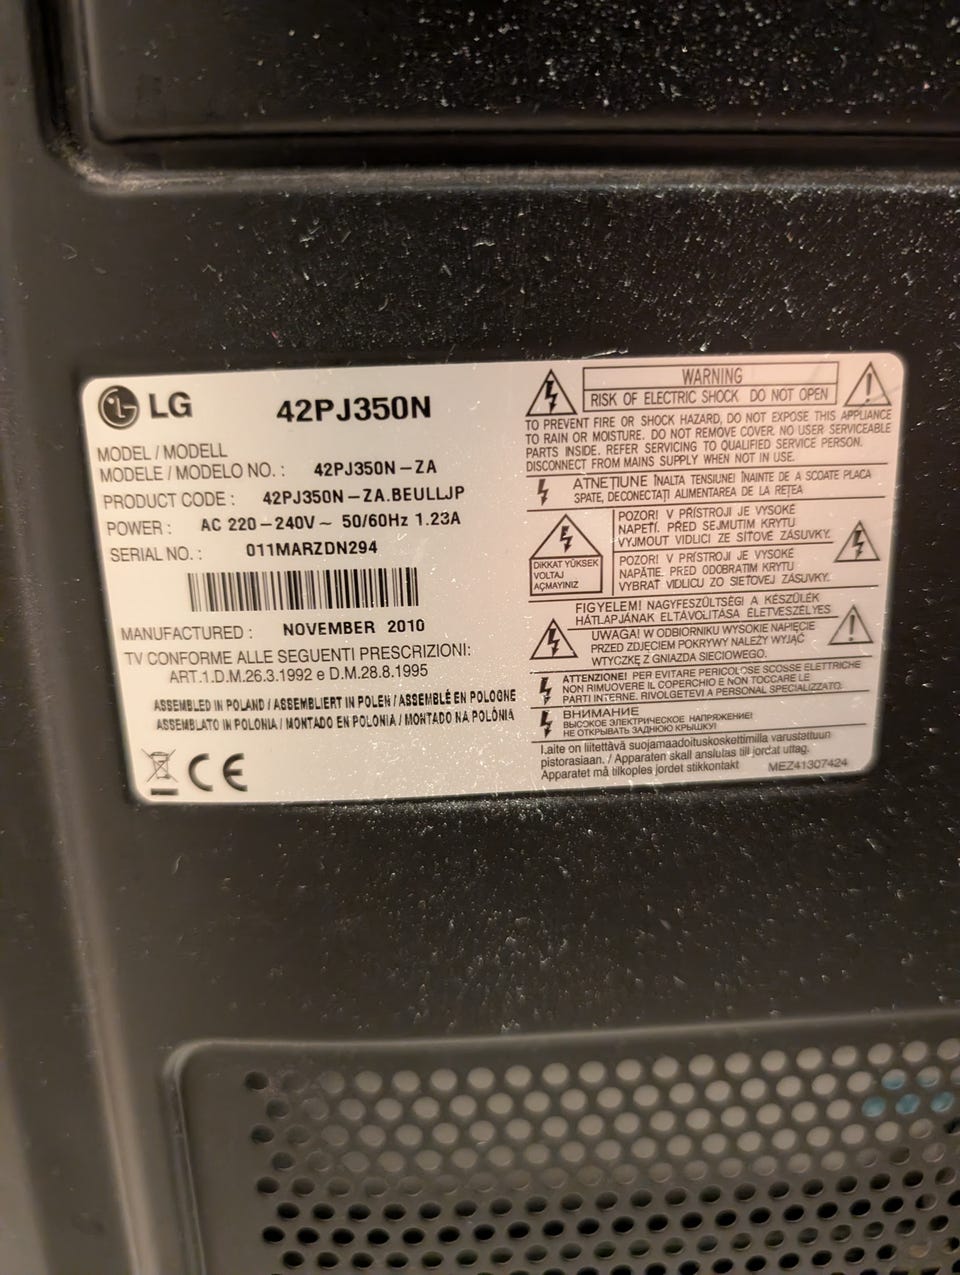 LG
42PJ350N
MODEL / MODELL
MODELE / MODELO NO. : 42PJ350N-ZA
PRODUCT CODE : 42PJ350N-ZA.BEULLJP
POWER : AC 220-240V~ 50/60Hz 1.23A
SERIAL NO. : 011MARZDN294
MANUFACTURED : NOVEMBER 2010
TV CONFORME ALLE SEGUENTI PRESCRIZIONI:
ART.1.D.M.26.3.1992 e D.M.28.8.1995
ASSEMBLED IN POLAND / ASSEMBLIERT IN POLEN / ASSEMBLÉ EN POLOGNE
ASSEMBLATO IN POLONIA / MONTADO EN POLONIA / MONTADO NA POLÓNIA
CE
WARNING
RISK OF ELECTRIC SHOCK DO NOT OPEN
TO PREVENT FIRE OR SHOCK HAZARD, DO NOT EXPOSE THIS APPLIANCE
TO RAIN OR MOISTURE. DO NOT REMOVE COVER. NO USER SERVICEABLE
PARTS INSIDE. REFER SERVICING TO QUALIFIED SERVICE PERSON.
DISCONNECT FROM MAINS SUPPLY WHEN NOT IN USE.
ATNEŢIUNE ÎNALTA TENSIUNE! ÎNAINTE DE A SCOATE PLACA
SPATE, DECONECTAŢI ALIMENTAREA DE LA REŢEA
DIKKAT YÜKSEK
VOLTAJ
AÇMAYINIZ
POZOR! V PŘÍSTROJI JE VYSOKÉ
NAPETÍ. PŘED SEJMUTIM KRYTU
VYJMOUT VIDLICI ZE SÍŤOVÉ ZÁSUVKY.
POZOR! V PRÍSTROJI JE VYSOKÉ
NAPÄTIE. PRED ODOBRATIM KRYTU
VYBRAŤ VIDLICU ZO SIEŤOVEJ ZÁSUVKY.
FIGYELEM! NAGYFESZÜLTSÉG! A KÉSZÜLÉK
HÁTLAPJÁNAK ELTÁVOLÍTÁSA ÉLETVESZÉLYES
UWAGA! W ODBIORNIKU WYSOKIE NAPIĘCIE
PRZED ZDJĘCIEM POKRYWY NALEŻY WYJĄĆ
WTYCZKĘ Z GNIAZDA SIECIOWEGO.
ATTENZIONE! PER EVITARE PERICOLOSE SCOSSE ELETTRICHE
NON RIMUOVERE IL COPERCHIO E NON TOCCARE LE
PARTI INTERNE. RIVOLGETEVI A PERSONAL SPECIALIZZATO.
ВНИМАНИЕ
ВЫСОКОЕ ЭЛЕКТРИЧЕСКОЕ НАПРЯЖЕНИЕ!
НЕ ОТКРЫВАТЬ ЗАДНЮЮ КРЫШКУ!
Laite on liitettävä suojamaadoituskoskettimilla varustettuun
pistorasiaan. / Apparaten skall anslutas till jordat uttag.
Apparatet må tilkoples jordet stikkontakt
MEZ41307424